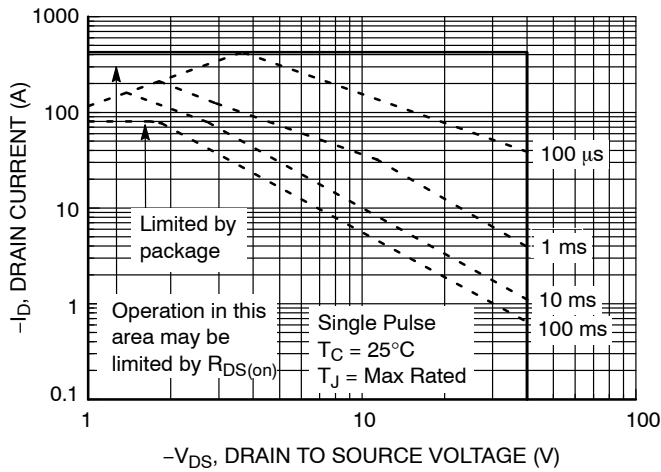 1000
100
10
1
0.1
−I_D, DRAIN CURRENT (A)
100 µs
1 ms
10 ms
100 ms
Limited by
package
Operation in this
area may be
limited by R_DS(on)
Single Pulse
T_C = 25°C
T_J = Max Rated
1
10
100
−V_DS, DRAIN TO SOURCE VOLTAGE (V)